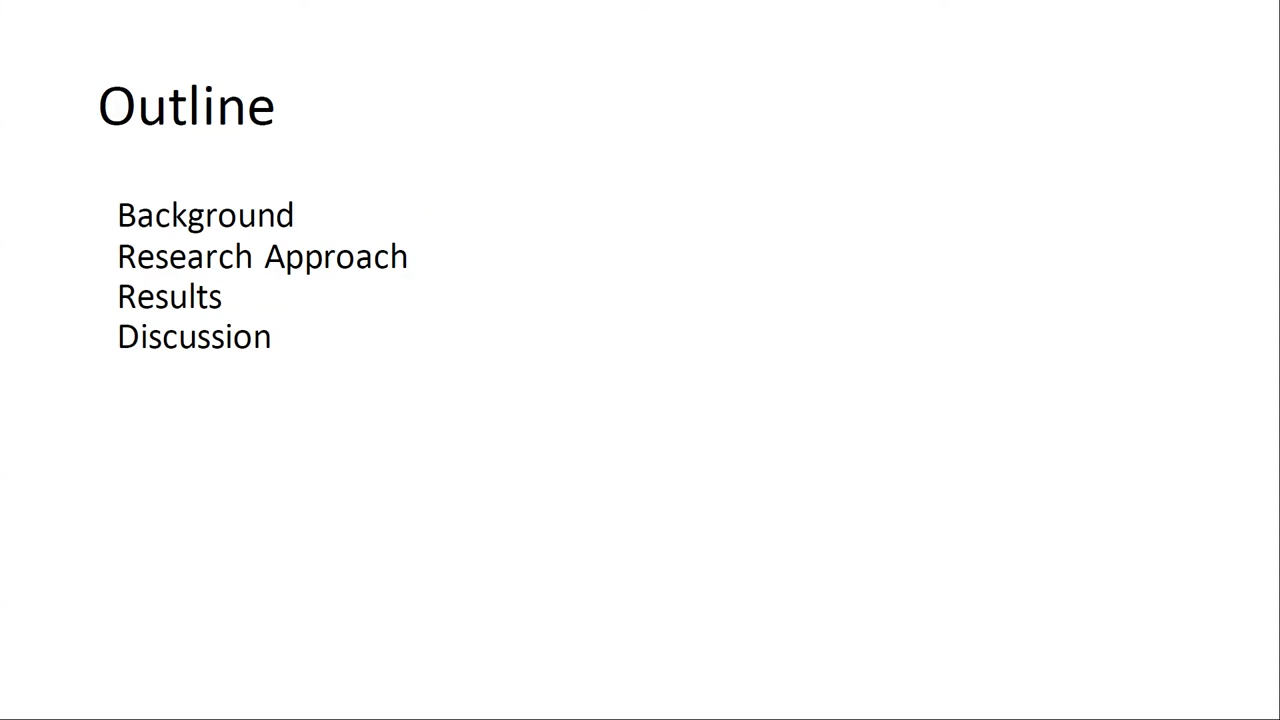 Outline
Background
Research Approach
Results
Discussion